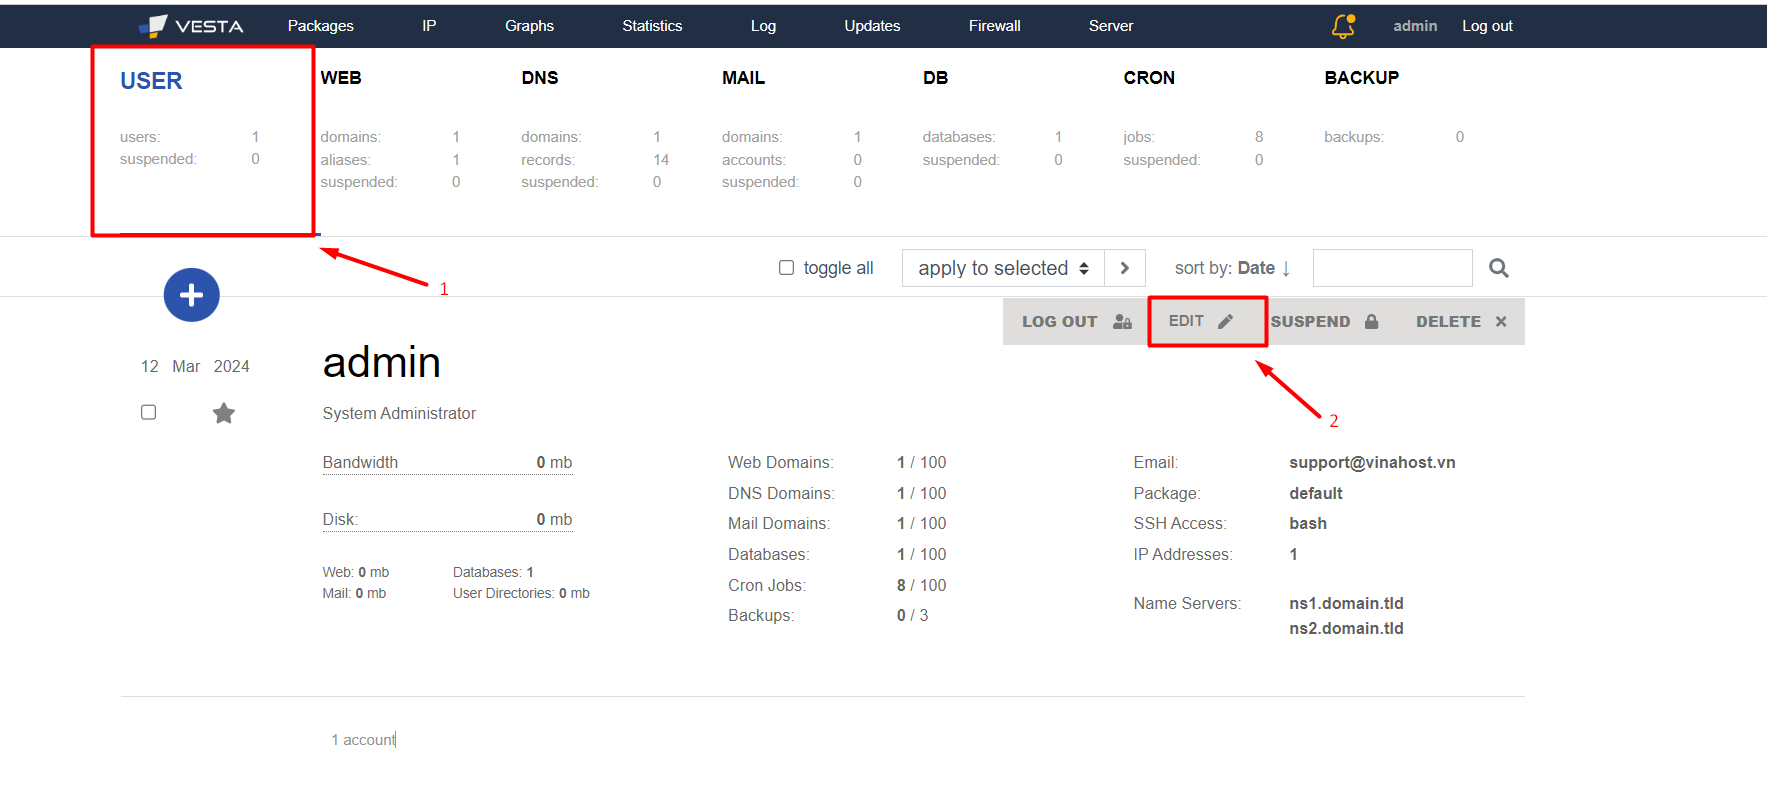 VESTA Packages IP Graphs Statistics Log Updates Firewall Server admin Log out
USER WEB DNS MAIL DB CRON BACKUP
users: 1 domains: 1 domains: 1 domains: 1 databases: 1 jobs: 8 backups: 0
suspended: 0 aliases: 1 records: 14 accounts: 0 suspended: 0 suspended: 0
suspended: 0 suspended: 0 suspended: 0
toggle all apply to selected sort by: Date ↓
1
LOG OUT EDIT SUSPEND DELETE
12 Mar 2024 admin
System Administrator
2
Bandwidth 0 mb Web Domains: 1 / 100 Email: support@vinahost.vn
DNS Domains: 1 / 100 Package: default
Disk: 0 mb Mail Domains: 1 / 100 SSH Access: bash
Databases: 1 / 100 IP Addresses: 1
Web: 0 mb Databases: 1 Cron Jobs: 8 / 100
Mail: 0 mb User Directories: 0 mb Name Servers: ns1.domain.tld
Backups: 0 / 3 ns2.domain.tld
1 account